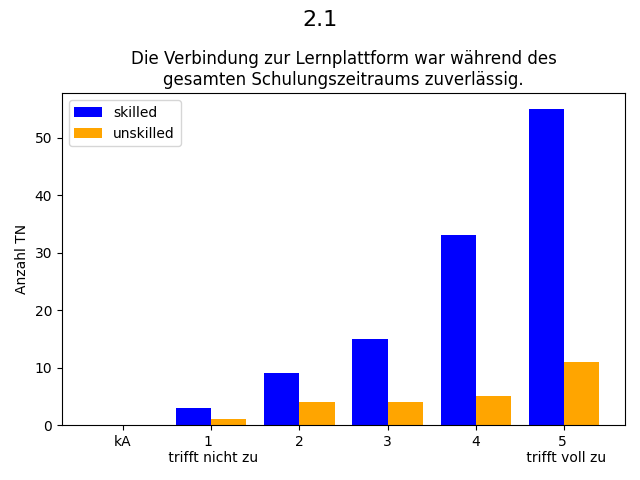 2.1
Die Verbindung zur Lernplattform war während des
gesamten Schulungszeitraums zuverlässig.
skilled
unskilled
Anzahl TN
50
40
30
20
10
0
kA 1 2 3 4 5
trifft nicht zu trifft voll zu